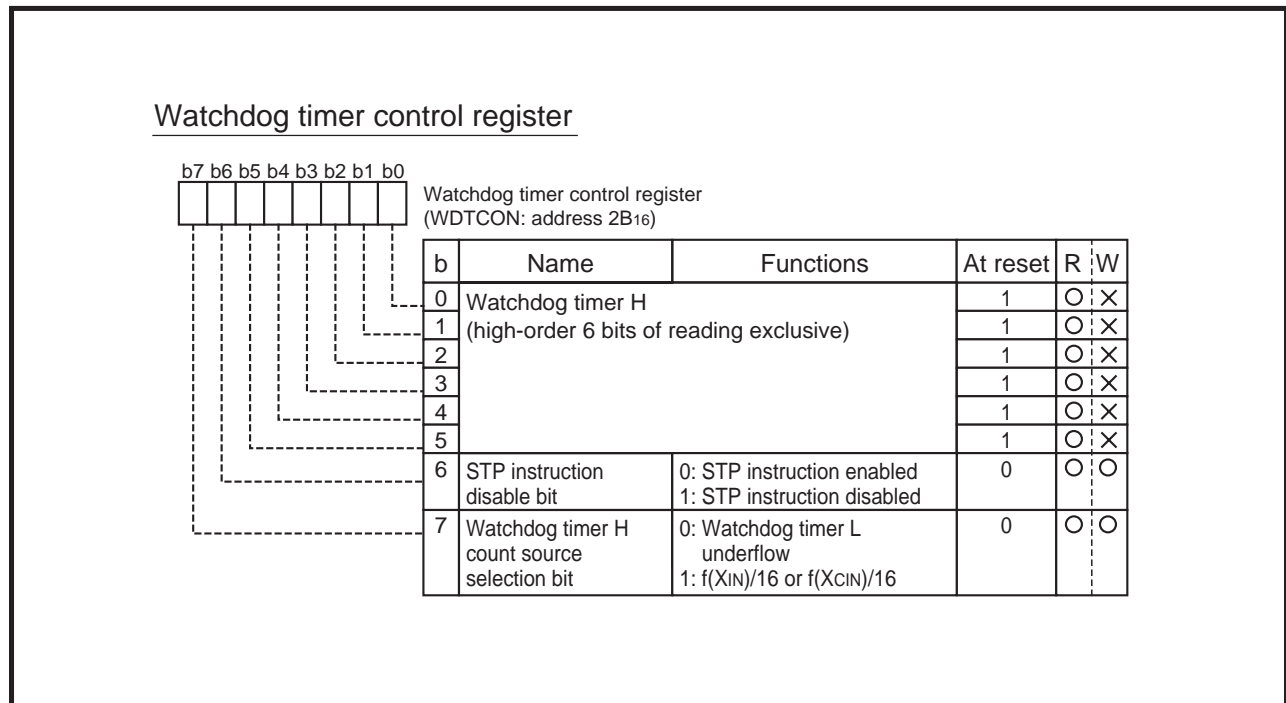 Watchdog timer control register
b7 b6 b5 b4 b3 b2 b1 b0
Watchdog timer control register
(WDTCON: address 2B16)
b Name Functions At reset R W
0 Watchdog timer H 1 O ×
1 (high-order 6 bits of reading exclusive) 1 O ×
2 1 O ×
3 1 O ×
4 1 O ×
5 1 O ×
6 STP instruction 0: STP instruction enabled 0 O O
disable bit 1: STP instruction disabled
7 Watchdog timer H 0: Watchdog timer L 0 O O
count source underflow
selection bit 1: f(XIN)/16 or f(XCIN)/16